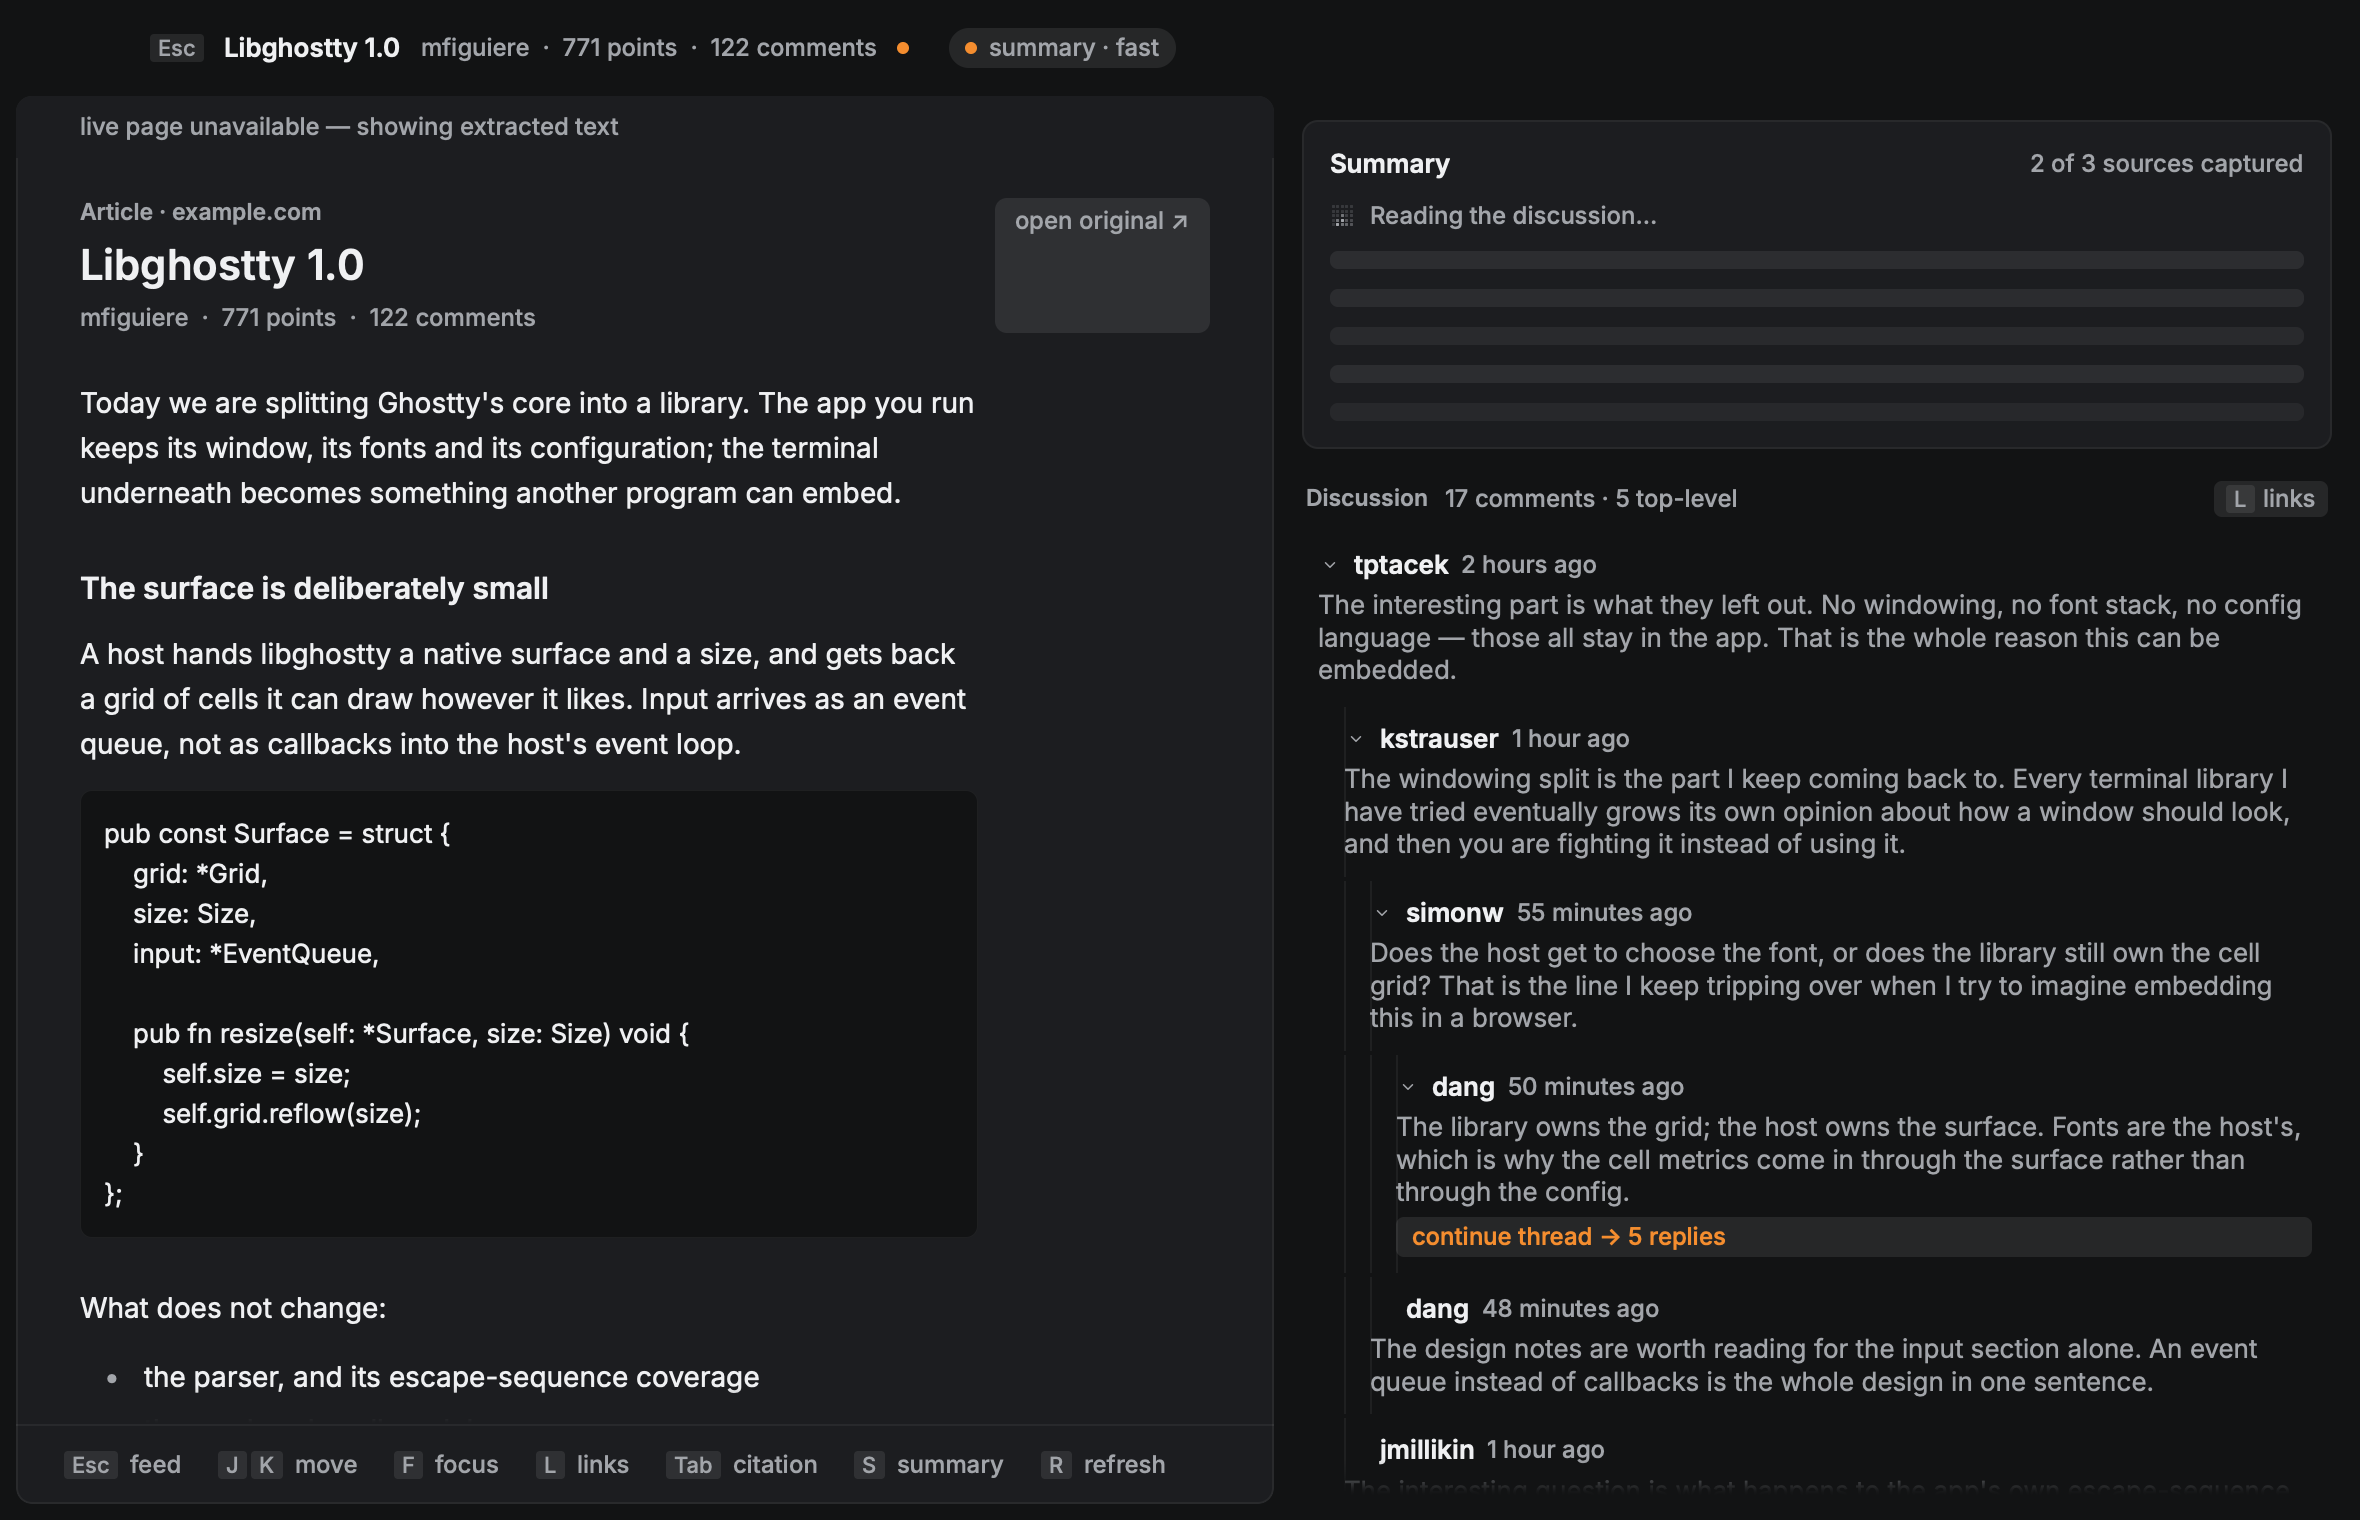 Esc Libghostty 1.0 mfiguiere · 771 points · 122 comments
summary · fast
live page unavailable — showing extracted text
Article · example.com
open original ↗
Libghostty 1.0
mfiguiere · 771 points · 122 comments
Today we are splitting Ghostty's core into a library. The app you run
keeps its window, its fonts and its configuration; the terminal
underneath becomes something another program can embed.
The surface is deliberately small
A host hands libghostty a native surface and a size, and gets back
a grid of cells it can draw however it likes. Input arrives as an event
queue, not as callbacks into the host's event loop.
pub const Surface = struct {
grid: *Grid,
size: Size,
input: *EventQueue,
pub fn resize(self: *Surface, size: Size) void {
self.size = size;
self.grid.reflow(size);
}
};
What does not change:
• the parser, and its escape-sequence coverage
Esc feed J K move F focus L links Tab citation S summary R refresh
Summary 2 of 3 sources captured
Reading the discussion...
Discussion 17 comments · 5 top-level L links
tptacek 2 hours ago
The interesting part is what they left out. No windowing, no font stack, no config
language — those all stay in the app. That is the whole reason this can be
embedded.
kstrauser 1 hour ago
The windowing split is the part I keep coming back to. Every terminal library I
have tried eventually grows its own opinion about how a window should look,
and then you are fighting it instead of using it.
simonw 55 minutes ago
Does the host get to choose the font, or does the library still own the cell
grid? That is the line I keep tripping over when I try to imagine embedding
this in a browser.
dang 50 minutes ago
The library owns the grid; the host owns the surface. Fonts are the host's,
which is why the cell metrics come in through the surface rather than
through the config.
continue thread → 5 replies
dang 48 minutes ago
The design notes are worth reading for the input section alone. An event
queue instead of callbacks is the whole design in one sentence.
jmillikin 1 hour ago
The interesting question is what happens to the app's own escape-sequence